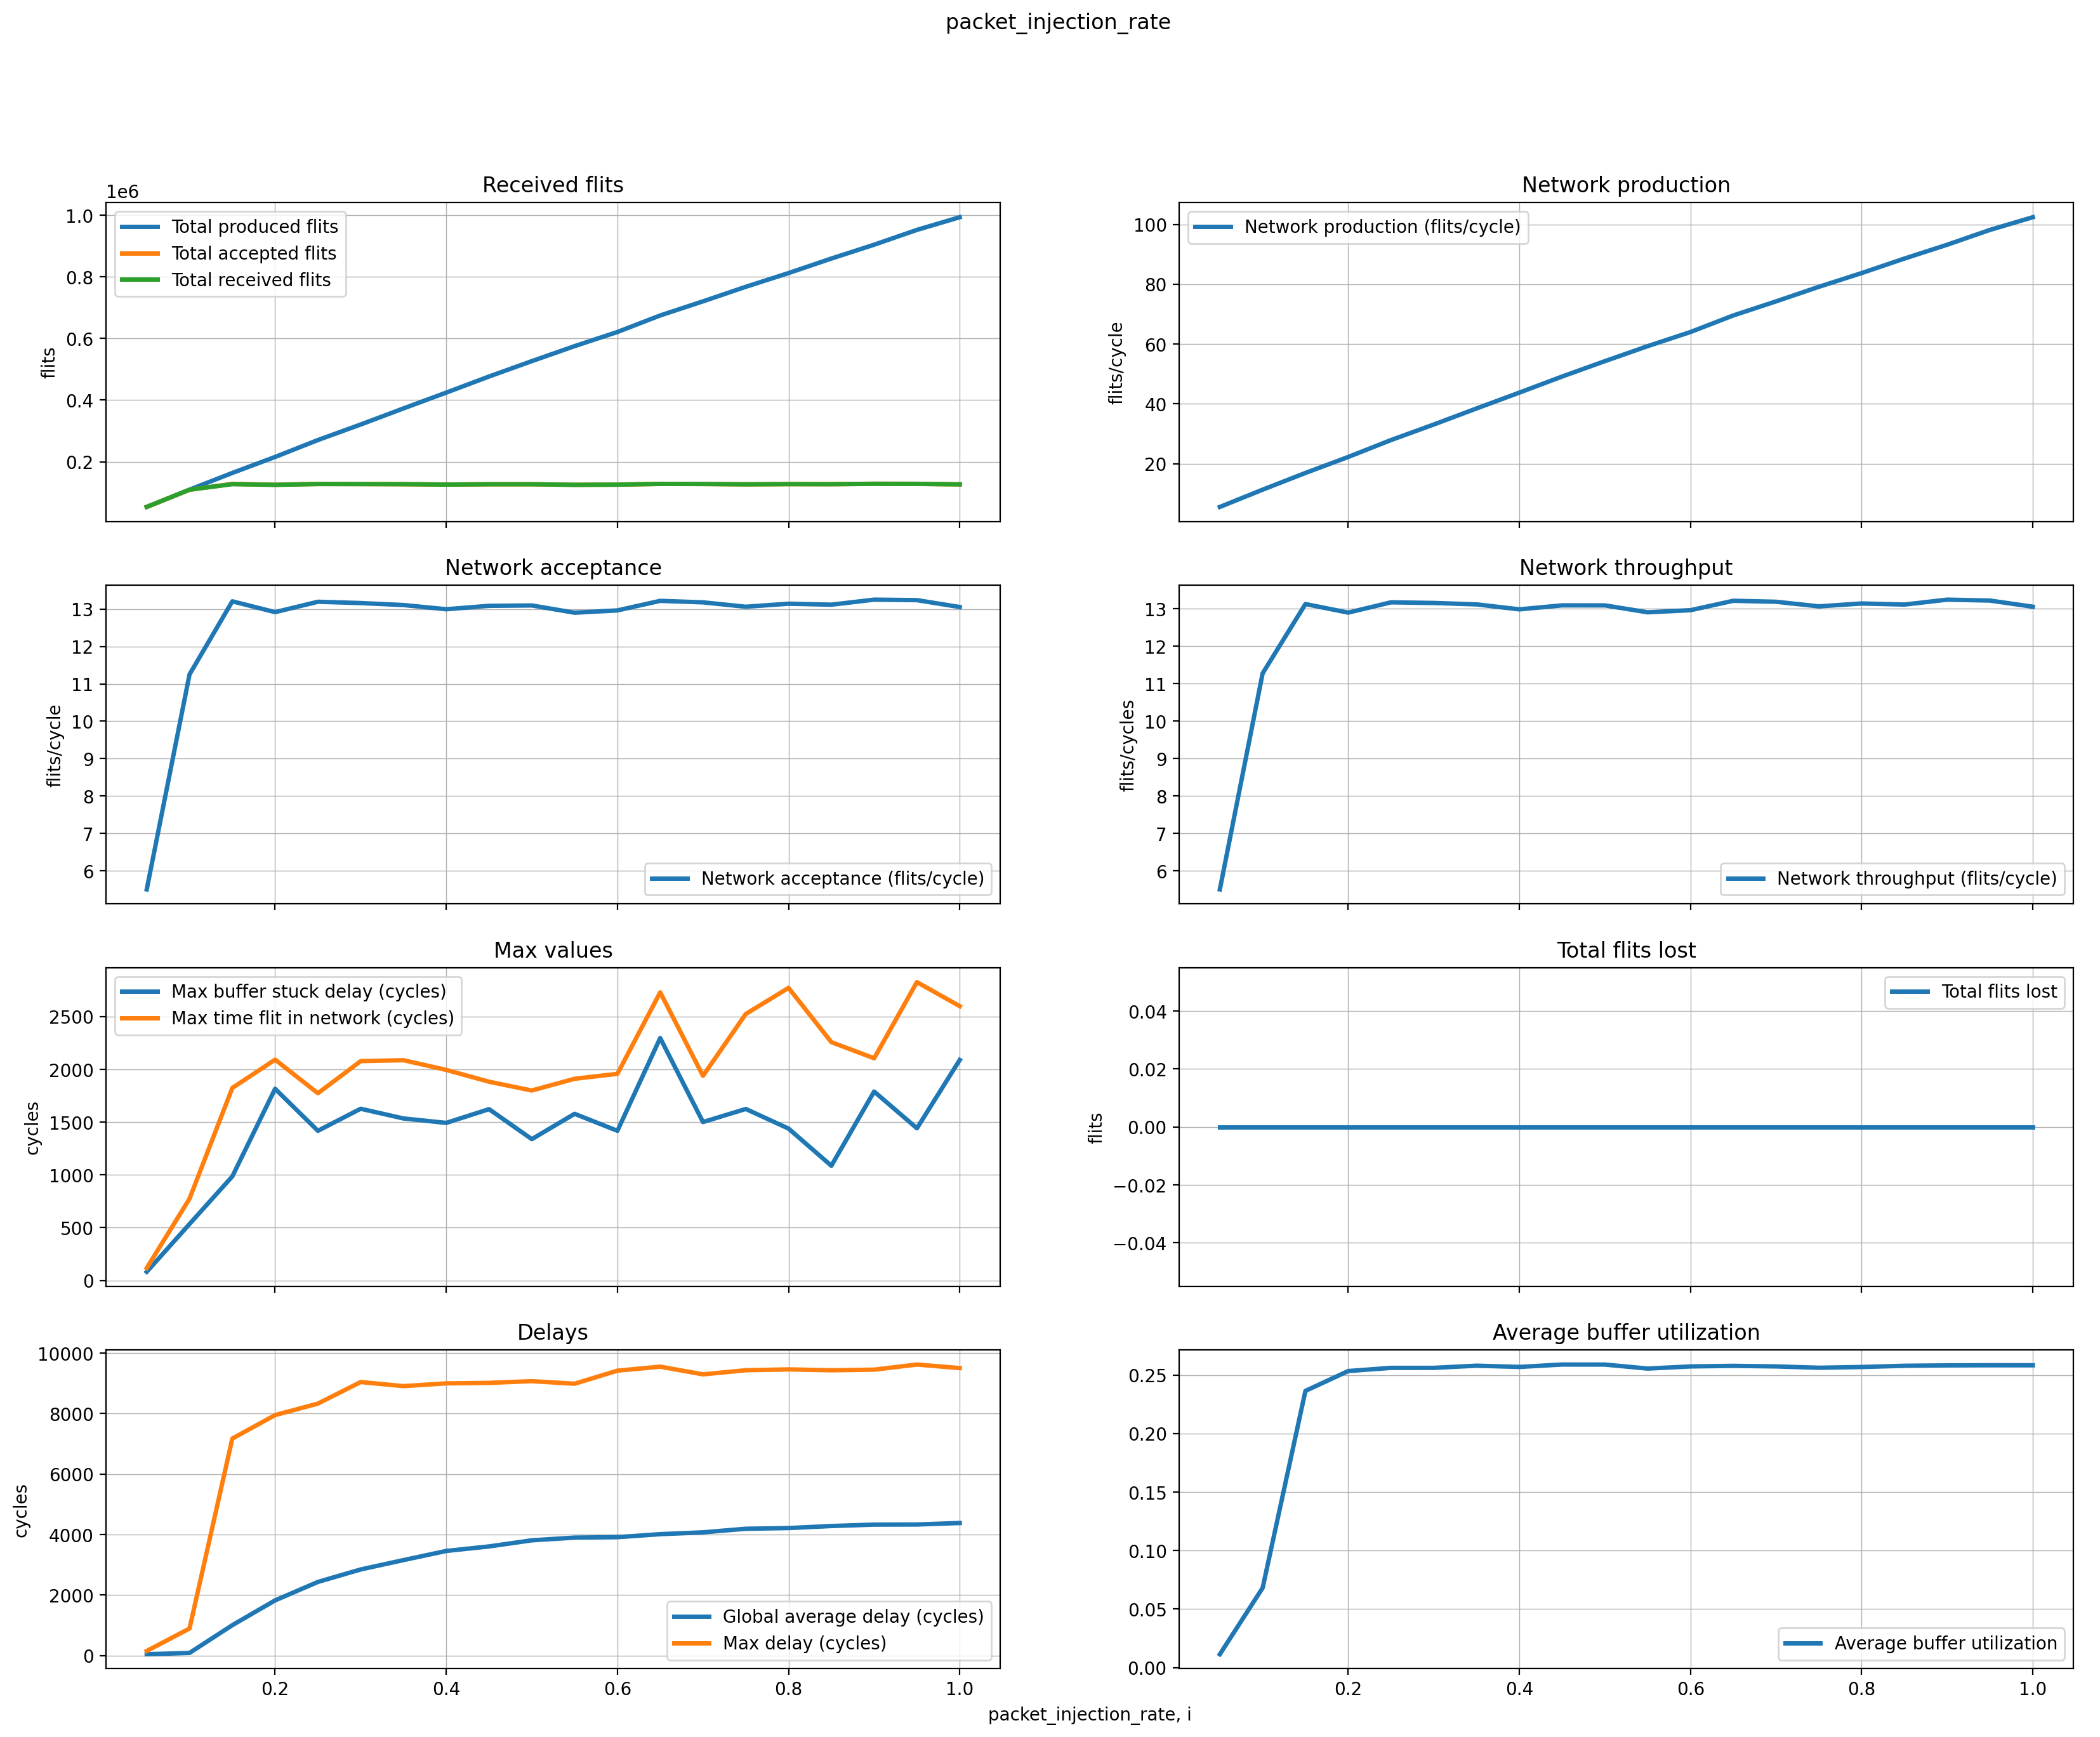 packet_injection_rate
Received flits
1e6
1.0
0.8
0.6
0.4
0.2
flits
Total produced flits
Total accepted flits
Total received flits
Network production
100
80
60
40
20
flits/cycle
Network production (flits/cycle)
Network acceptance
13
12
11
10
9
8
7
6
flits/cycle
Network acceptance (flits/cycle)
Network throughput
13
12
11
10
9
8
7
6
flits/cycles
Network throughput (flits/cycle)
Max values
2500
2000
1500
1000
500
0
cycles
Max buffer stuck delay (cycles)
Max time flit in network (cycles)
Total flits lost
0.04
0.02
0.00
−0.02
−0.04
flits
Total flits lost
Delays
10000
8000
6000
4000
2000
0
cycles
Global average delay (cycles)
Max delay (cycles)
0.2 0.4 0.6 0.8 1.0
Average buffer utilization
0.25
0.20
0.15
0.10
0.05
0.00
Average buffer utilization
0.2 0.4 0.6 0.8 1.0
packet_injection_rate, i